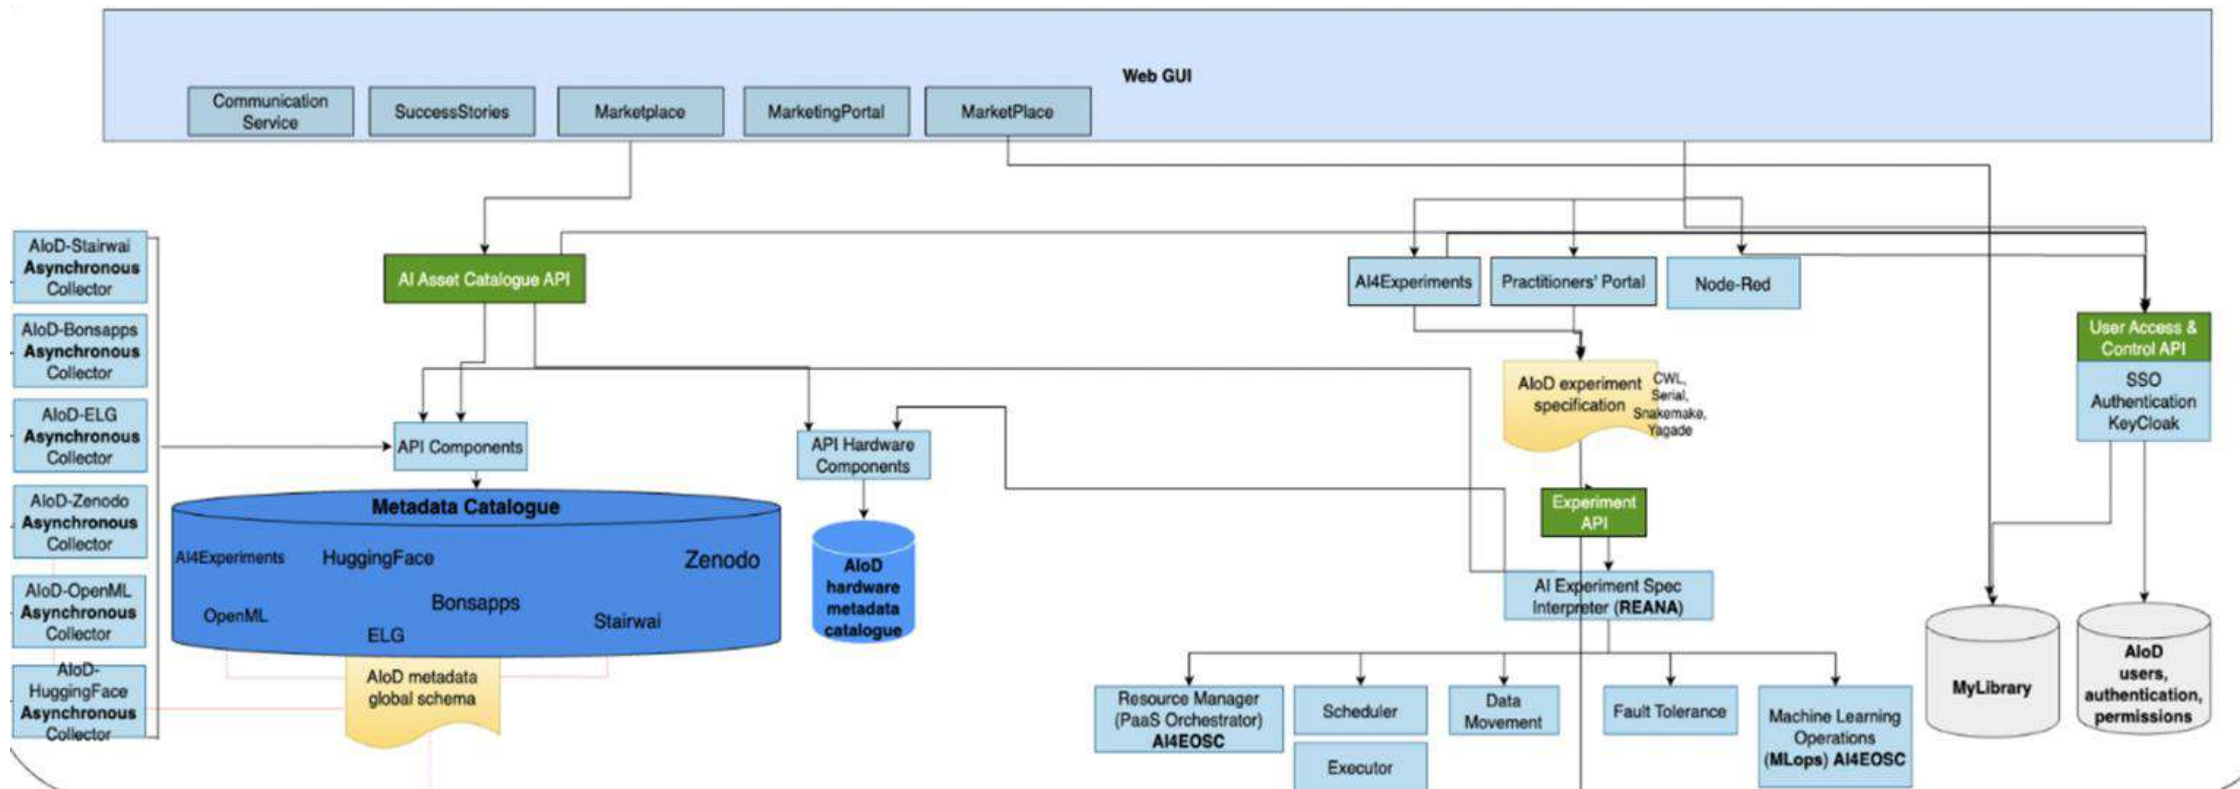 Web GUI
Communication
Service
SuccessStories
Marketplace
MarketingPortal
MarketPlace
AIoD-Stairwai
Asynchronous
Collector
AIoD-Bonsapps
Asynchronous
Collector
AIoD-ELG
Asynchronous
Collector
AIoD-Zenodo
Asynchronous
Collector
AIoD-OpenML
Asynchronous
Collector
AIoD-
HuggingFace
Asynchronous
Collector
AI Asset Catalogue API
API Components
API Hardware
Components
Metadata Catalogue
AI4Experiments
HuggingFace
Zenodo
OpenML
Bonsapps
ELG
Stairwai
AIoD metadata
global schema
AIoD
hardware
metadata
catalogue
AI4Experiments
Practitioners' Portal
Node-Red
AIoD experiment
specification
CWL,
Serial,
Snakemake,
Yagade
Experiment
API
AI Experiment Spec
Interpreter (REANA)
Resource Manager
(PaaS Orchestrator)
AI4EOSC
Scheduler
Executor
Data
Movement
Fault Tolerance
Machine Learning
Operations
(MLops) AI4EOSC
User Access &
Control API
SSO
Authentication
KeyCloak
MyLibrary
AIoD
users,
authentication,
permissions